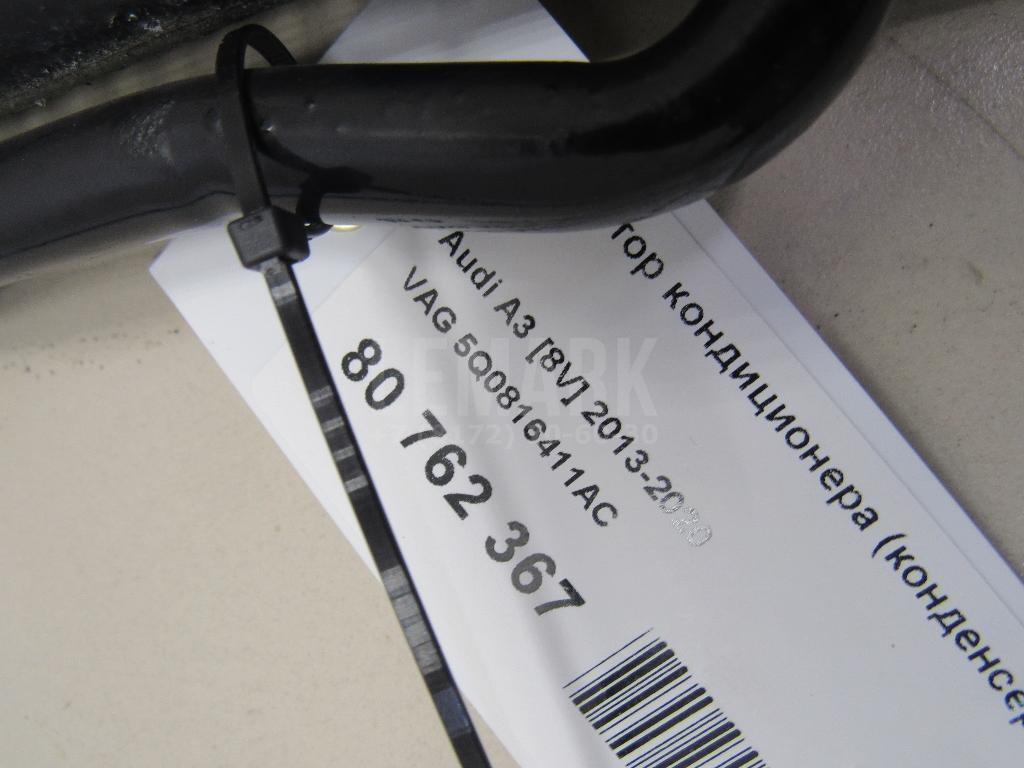 тор кондиционера (конденсер
Audi A3 [8V] 2013-2020
VAG 5Q0816411AC
80 762 367